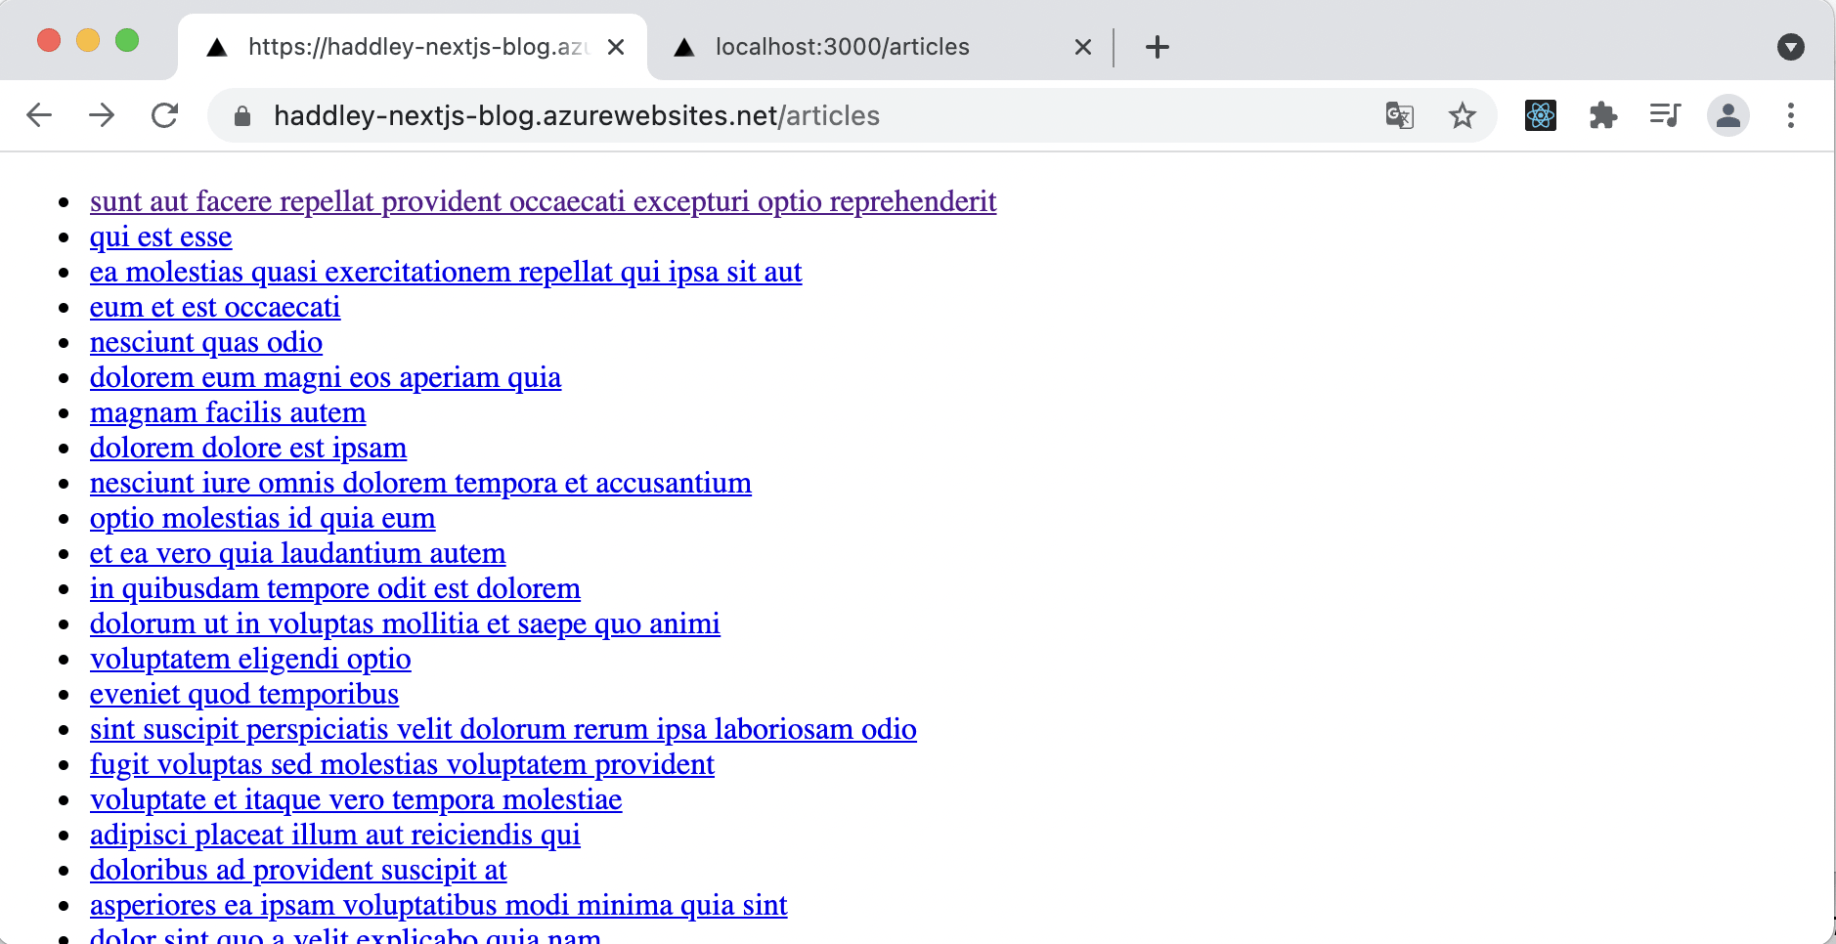 https://haddley-nextjs-blog.az
localhost:3000/articles
haddley-nextjs-blog.azurewebsites.net/articles
sunt aut facere repellat provident occaecati excepturi optio reprehenderit
qui est esse
ea molestias quasi exercitationem repellat qui ipsa sit aut
eum et est occaecati
nesciunt quas odio
dolorem eum magni eos aperiam quia
magnam facilis autem
dolorem dolore est ipsam
nesciunt iure omnis dolorem tempora et accusantium
optio molestias id quia eum
et ea vero quia laudantium autem
in quibusdam tempore odit est dolorem
dolorum ut in voluptas mollitia et saepe quo animi
voluptatem eligendi optio
eveniet quod temporibus
sint suscipit perspiciatis velit dolorum rerum ipsa laboriosam odio
fugit voluptas sed molestias voluptatem provident
voluptate et itaque vero tempora molestiae
adipisci placeat illum aut reiciendis qui
doloribus ad provident suscipit at
asperiores ea ipsam voluptatibus modi minima quia sint
dolor sint quo a velit explicabo quia nam